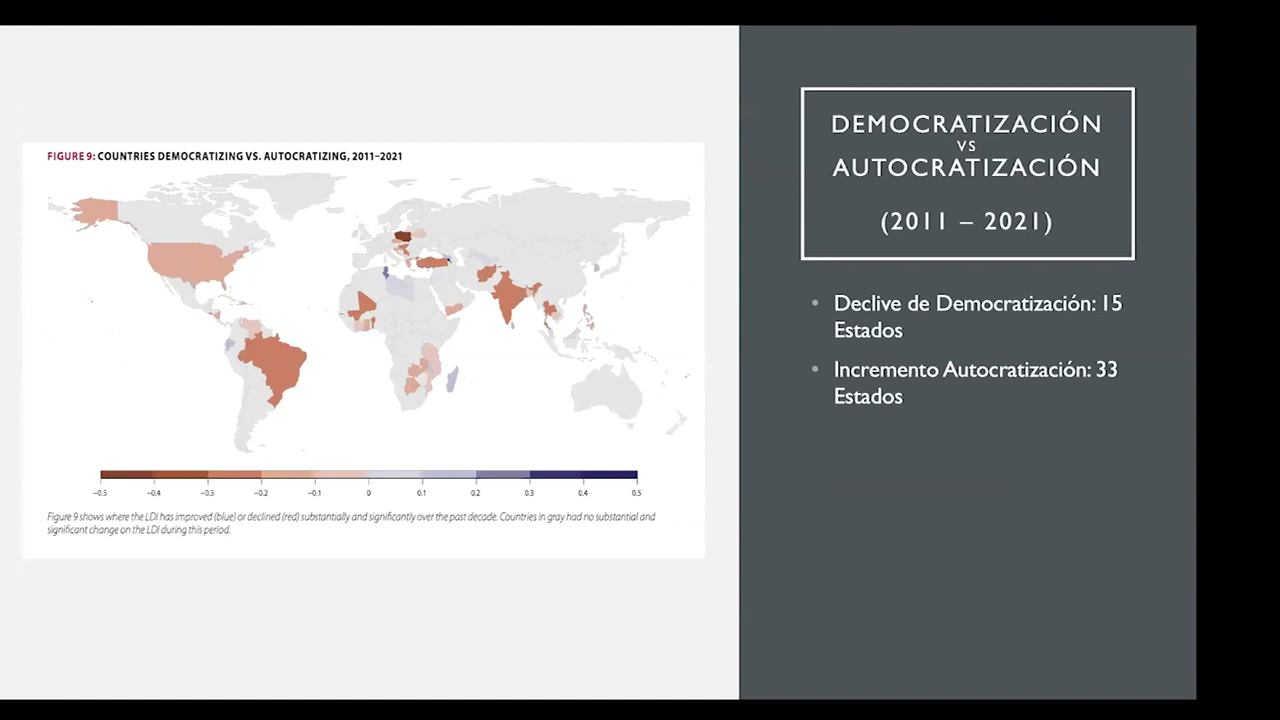 FIGURE 9: COUNTRIES DEMOCRATIZING VS. AUTOCRATIZING, 2011–2021
−0.5 −0.4 −0.3 −0.2 −0.1 0 0.1 0.2 0.3 0.4 0.5
Figure 9 shows where the LDI has improved (blue) or declined (red) substantially and significantly over the past decade. Countries in gray had no substantial and
significant change on the LDI during this period.
DEMOCRATIZACIÓN
VS
AUTOCRATIZACIÓN
(2011 – 2021)
• Declive de Democratización: 15
Estados
• Incremento Autocratización: 33
Estados